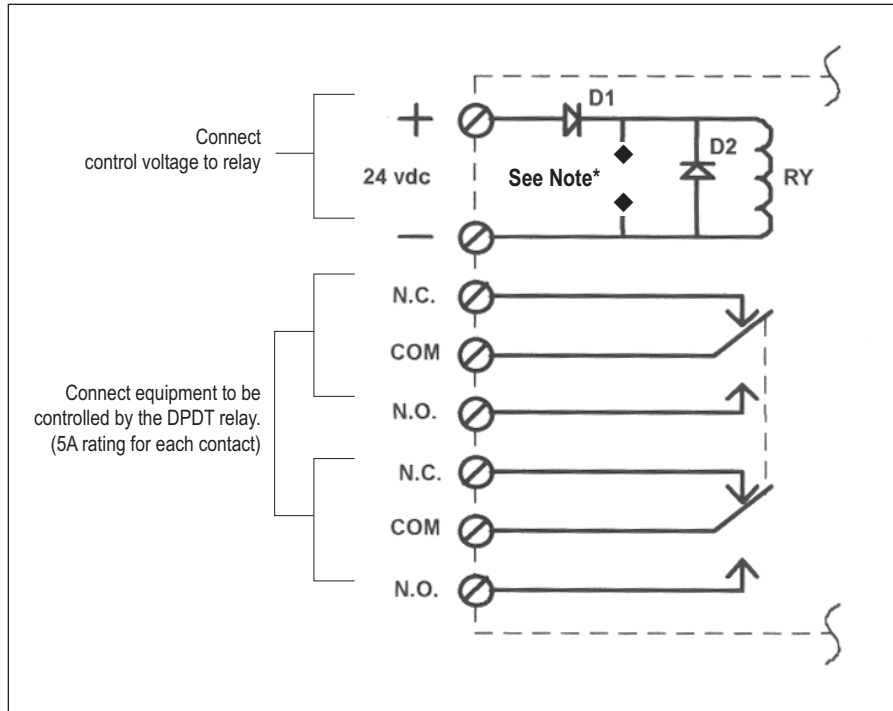 D1
+
Connect
control voltage to relay
24 vdc
See Note*
D2
RY
−
N.C.
COM
N.O.
Connect equipment to be
controlled by the DPDT relay.
(5A rating for each contact)
N.C.
COM
N.O.